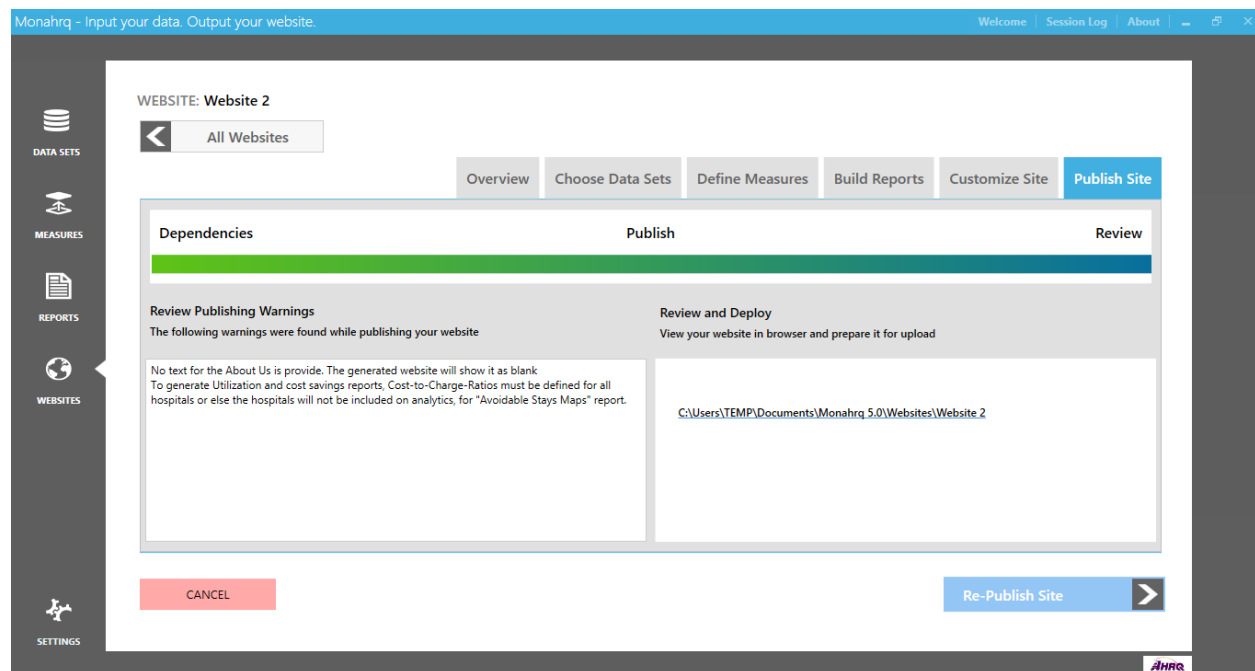 Monahrq - Input your data. Output your website.
Welcome Session Log About
WEBSITE: Website 2
All Websites
DATA SETS
MEASURES
REPORTS
WEBSITES
SETTINGS
Overview Choose Data Sets Define Measures Build Reports Customize Site Publish Site
Dependencies Publish Review
Review Publishing Warnings
The following warnings were found while publishing your website
No text for the About Us is provide. The generated website will show it as blank
To generate Utilization and cost savings reports, Cost-to-Charge-Ratios must be defined for all
hospitals or else the hospitals will not be included on analytics, for "Avoidable Stays Maps" report.
Review and Deploy
View your website in browser and prepare it for upload
C:\Users\TEMP\Documents\Monahrq 5.0\Websites\Website 2
CANCEL
Re-Publish Site
AHRQ